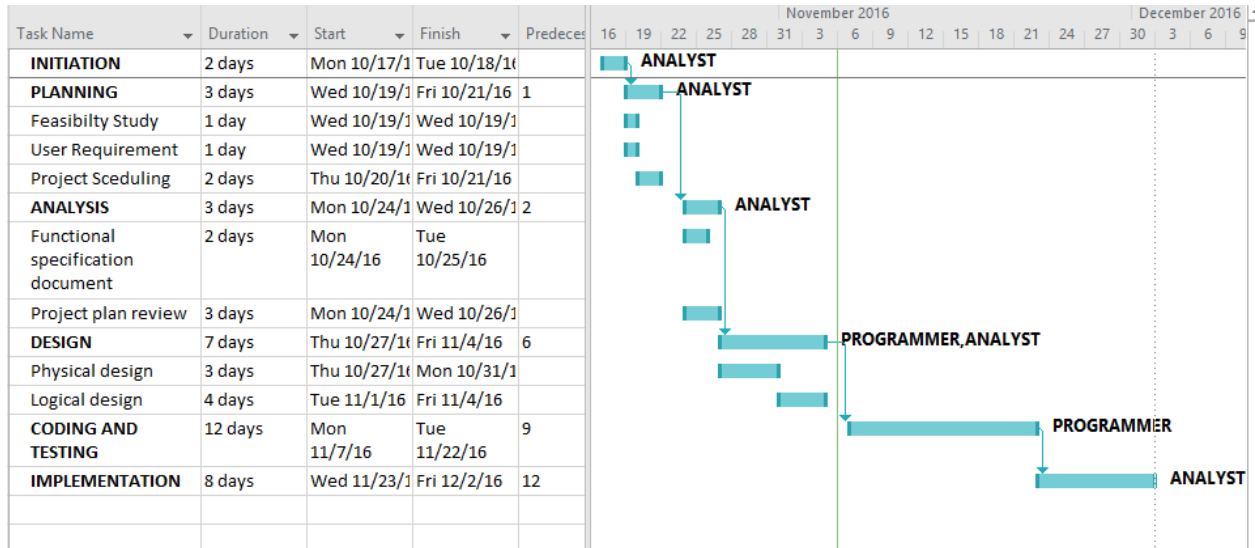 November 2016 December 2016
Task Name Duration Start Finish Predeces 16 19 22 25 28 31 3 6 9 12 15 18 21 24 27 30 3 6 9
INITIATION 2 days Mon 10/17/1 Tue 10/18/16 ANALYST
PLANNING 3 days Wed 10/19/1 Fri 10/21/16 1 ANALYST
Feasibilty Study 1 day Wed 10/19/1 Wed 10/19/1
User Requirement 1 day Wed 10/19/1 Wed 10/19/1
Project Sceduling 2 days Thu 10/20/16 Fri 10/21/16
ANALYSIS 3 days Mon 10/24/1 Wed 10/26/1 2 ANALYST
Functional 2 days Mon Tue
specification 10/24/16 10/25/16
document
Project plan review 3 days Mon 10/24/1 Wed 10/26/1
DESIGN 7 days Thu 10/27/16 Fri 11/4/16 6 PROGRAMMER,ANALYST
Physical design 3 days Thu 10/27/16 Mon 10/31/1
Logical design 4 days Tue 11/1/16 Fri 11/4/16
CODING AND 12 days Mon Tue 9 PROGRAMMER
TESTING 11/7/16 11/22/16
IMPLEMENTATION 8 days Wed 11/23/1 Fri 12/2/16 12 ANALYST